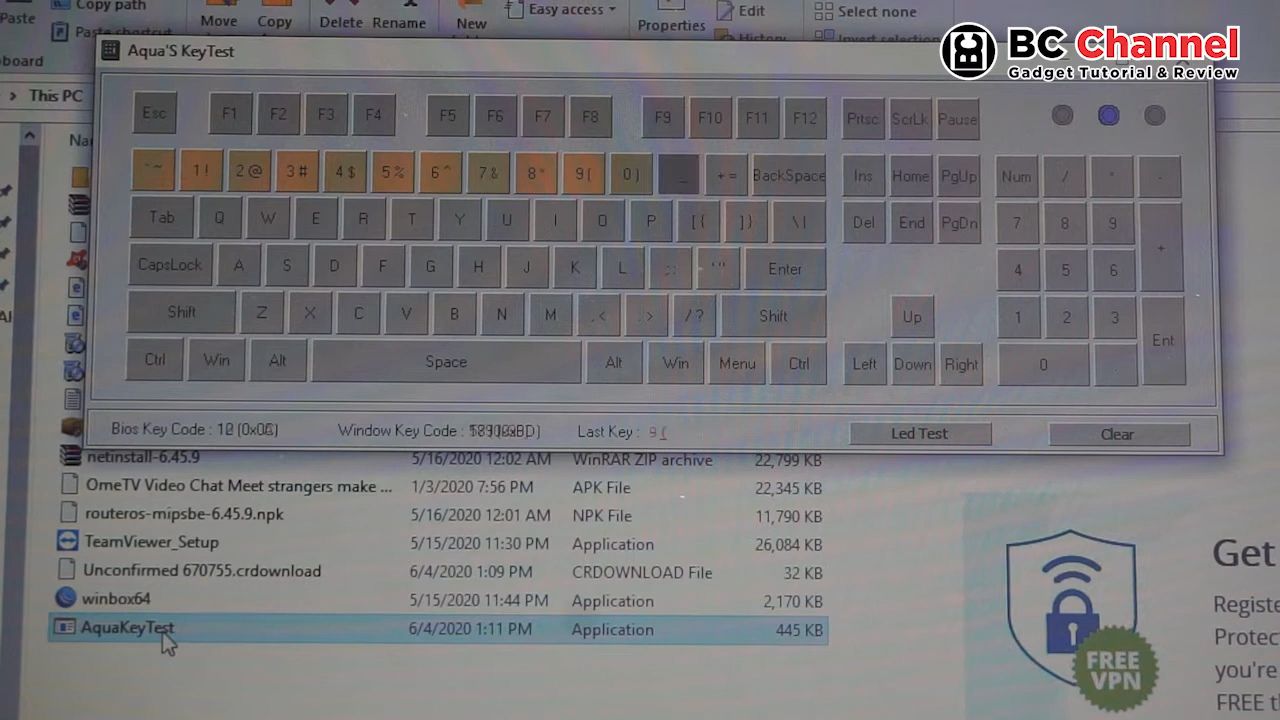 Copy path
Paste
Paste shortcut
Move
Copy
Delete
Rename
New
Easy access
Properties
Edit
History
Select none
Invert selection
board
BC Channel
Gadget Tutorial & Review
Aqua'S KeyTest
> This PC
Na
Esc F1 F2 F3 F4 F5 F6 F7 F8 F9 F10 F11 F12 Prtsc ScrLk Pause
`~ 1! 2@ 3# 4$ 5% 6^ 7& 8* 9( 0) _ += BackSpace Ins Home PgUp Num / * -
Tab Q W E R T Y U I O P [{ ]} \| Del End PgDn 7 8 9 +
CapsLock A S D F G H J K L ;: '" Enter 4 5 6
Shift Z X C V B N M ,< .> /? Shift Up 1 2 3 Ent
Ctrl Win Alt Space Alt Win Menu Ctrl Left Down Right 0
Bios Key Code : Window Key Code : Last Key : 9( Led Test Clear
netinstall-6.45.9 5/16/2020 12:02 AM WinRAR ZIP archive 22,799 KB
OmeTV Video Chat Meet strangers make ... 1/3/2020 7:56 PM APK File 22,345 KB
routeros-mipsbe-6.45.9.npk 5/16/2020 12:01 AM NPK File 11,790 KB
TeamViewer_Setup 5/15/2020 11:30 PM Application 26,084 KB
Unconfirmed 670755.crdownload 6/4/2020 1:09 PM CRDOWNLOAD File 32 KB
winbox64 5/15/2020 11:44 PM Application 2,170 KB
AquaKeyTest 6/4/2020 1:11 PM Application 445 KB
Get
Registe
Protec
you're
FREE t
FREE
VPN